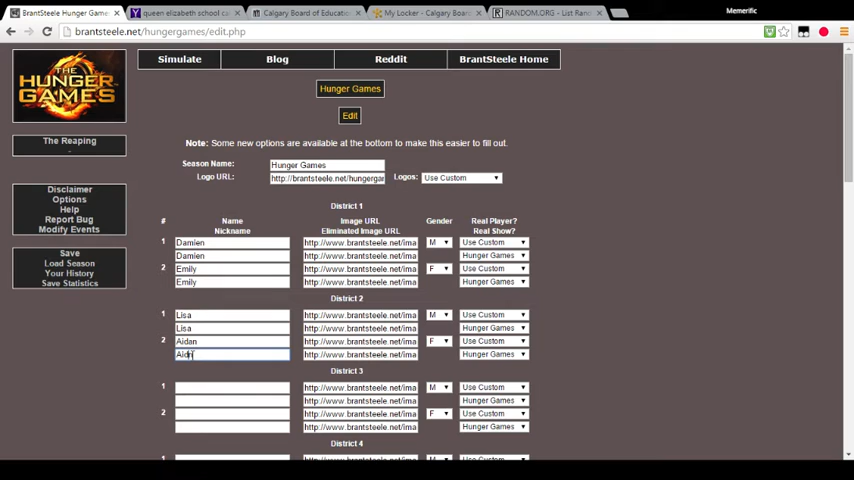 BrantSteele Hunger Game
queen elizabeth school ca
Calgary Board of Educatio
My Locker - Calgary Boar
RANDOM.ORG - List Ran
Memerific
brantsteele.net/hungergames/edit.php
THE HUNGER GAMES
Simulate Blog Reddit BrantSteele Home
Hunger Games
Edit
The Reaping
-
Disclaimer
Options
Help
Report Bug
Modify Events
Save
Load Season
Your History
Save Statistics
Note: Some new options are available at the bottom to make this easier to fill out.
Season Name: Hunger Games
Logo URL: http://brantsteele.net/hungergar Logos: Use Custom
District 1
# Name Image URL Gender Real Player?
Nickname Eliminated Image URL Real Show?
1 Damien http://www.brantsteele.net/ima M Use Custom
Damien http://www.brantsteele.net/ima Hunger Games
2 Emily http://www.brantsteele.net/ima F Use Custom
Emily http://www.brantsteele.net/ima Hunger Games
District 2
1 Lisa http://www.brantsteele.net/ima M Use Custom
Lisa http://www.brantsteele.net/ima Hunger Games
2 Aidan http://www.brantsteele.net/ima F Use Custom
http://www.brantsteele.net/ima Hunger Games
District 3
1 http://www.brantsteele.net/ima M Use Custom
http://www.brantsteele.net/ima Hunger Games
2 http://www.brantsteele.net/ima F Use Custom
http://www.brantsteele.net/ima Hunger Games
District 4